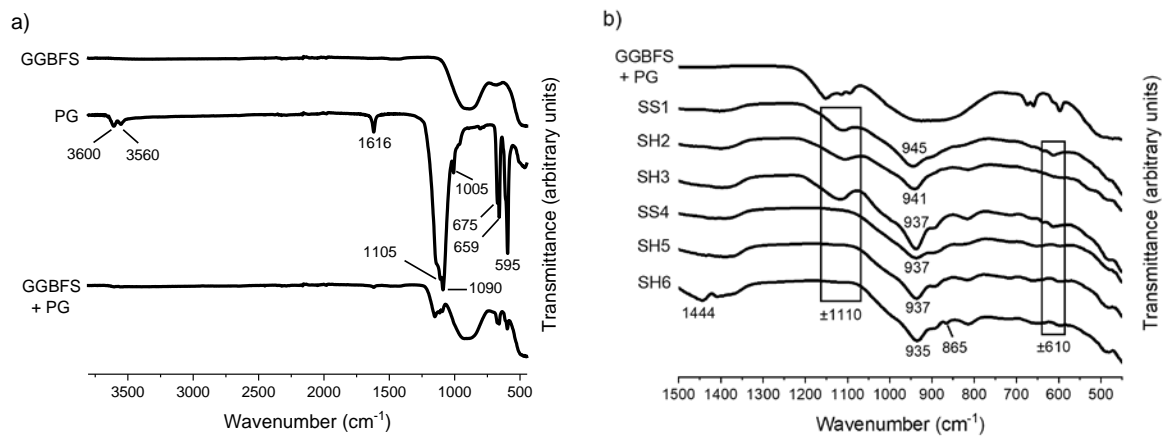 a)
GGBFS
PG
3600
3560
1616
1005
675
659
595
1105
1090
GGBFS
+ PG
3500
3000
2500
2000
1500
1000
500
Wavenumber (cm-1)
Transmittance (arbitrary units)
b)
GGBFS
+ PG
SS1
SH2
SH3
SS4
SH5
SH6
945
941
937
937
937
935
865
1444
±1110
±610
1500
1400
1300
1200
1100
1000
900
800
700
600
500
Wavenumber (cm-1)
Transmittance (arbitrary units)